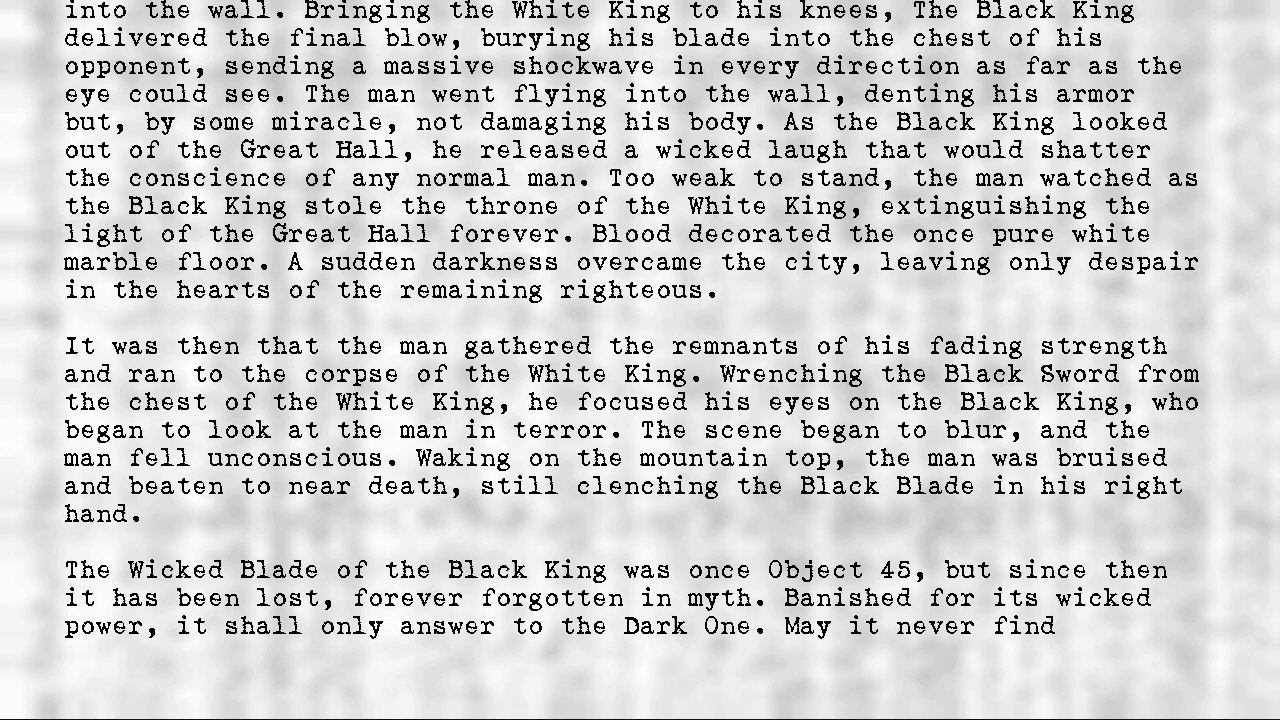 into the wall. Bringing the White King to his knees, The Black King
delivered the final blow, burying his blade into the chest of his
opponent, sending a massive shockwave in every direction as far as the
eye could see. The man went flying into the wall, denting his armor
but, by some miracle, not damaging his body. As the Black King looked
out of the Great Hall, he released a wicked laugh that would shatter
the conscience of any normal man. Too weak to stand, the man watched as
the Black King stole the throne of the White King, extinguishing the
light of the Great Hall forever. Blood decorated the once pure white
marble floor. A sudden darkness overcame the city, leaving only despair
in the hearts of the remaining righteous.

It was then that the man gathered the remnants of his fading strength
and ran to the corpse of the White King. Wrenching the Black Sword from
the chest of the White King, he focused his eyes on the Black King, who
began to look at the man in terror. The scene began to blur, and the
man fell unconscious. Waking on the mountain top, the man was bruised
and beaten to near death, still clenching the Black Blade in his right
hand.

The Wicked Blade of the Black King was once Object 45, but since then
it has been lost, forever forgotten in myth. Banished for its wicked
power, it shall only answer to the Dark One. May it never find